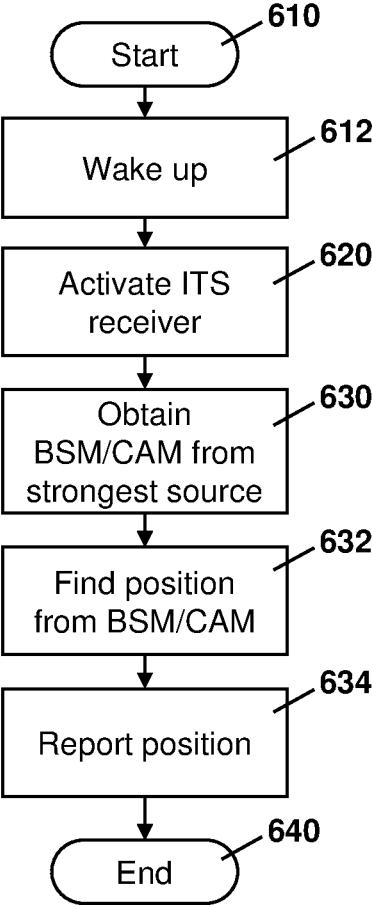 610
Start
612
Wake up
620
Activate ITS
receiver
630
Obtain
BSM/CAM from
strongest source
632
Find position
from BSM/CAM
634
Report position
640
End